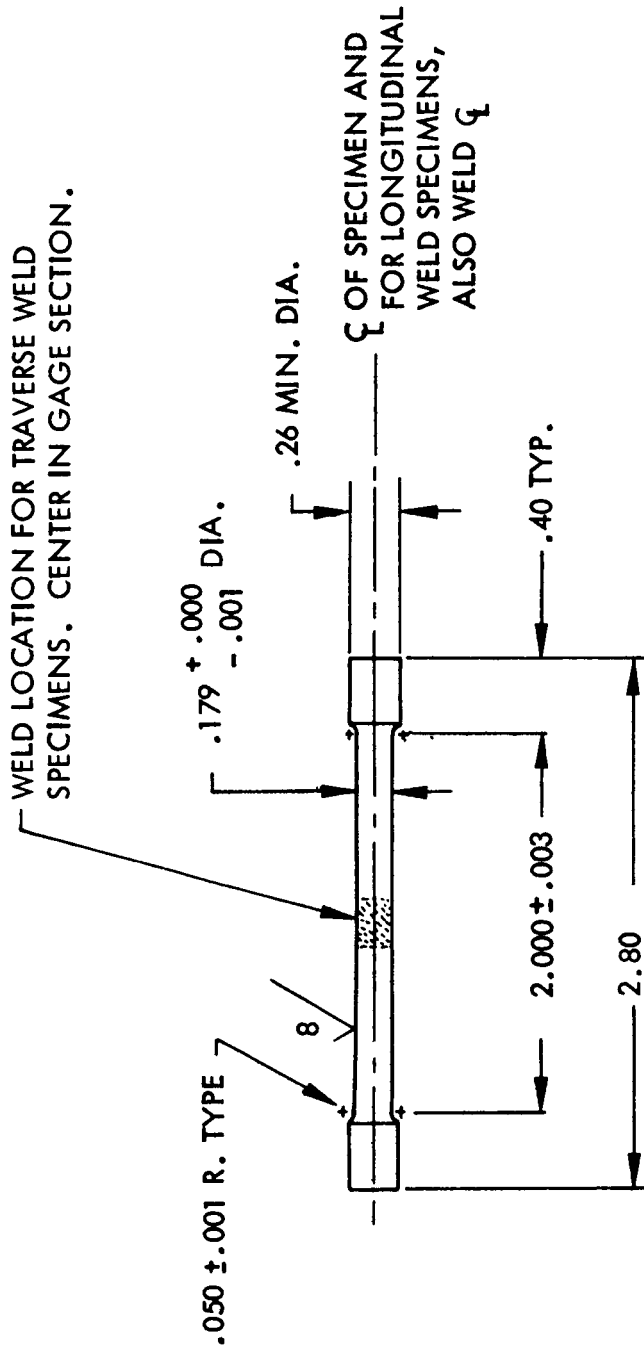 WELD LOCATION FOR TRAVERSE WELD
SPECIMENS. CENTER IN GAGE SECTION.
.050 ±.001 R. TYPE
8
.179 + .000
- .001 DIA.
.26 MIN. DIA.
℄ OF SPECIMEN AND
FOR LONGITUDINAL
WELD SPECIMENS,
ALSO WELD ℄
.40 TYP.
2.000±.003
2.80